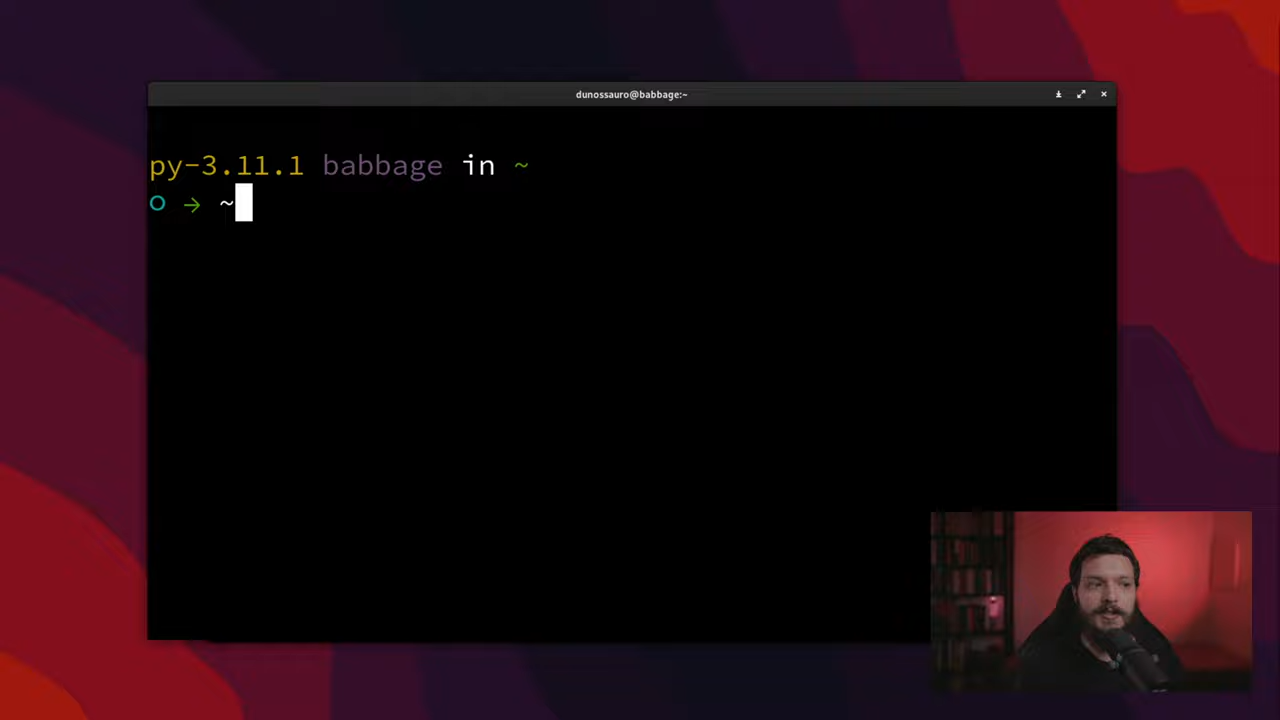 dunossauro@babbage:~
py-3.11.1 babbage in ~
○ → ~